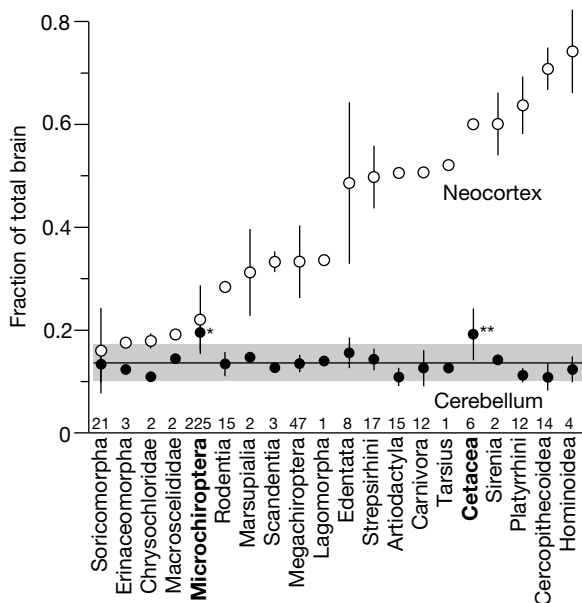 0.8
0.6
0.4
0.2
0
Fraction of total brain
Neocortex
*
**
Cerebellum
21 3 2 2 225 15 2 3 47 1 8 17 15 12 1 6 2 12 14 4
Soricomorpha
Erinaceomorpha
Chrysochloridae
Macroscelididae
Microchiroptera
Rodentia
Marsupialia
Scandentia
Megachiroptera
Lagomorpha
Edentata
Strepsirhini
Artiodactyla
Carnivora
Tarsius
Cetacea
Sirenia
Platyrrhini
Cercopithecoidea
Hominoidea